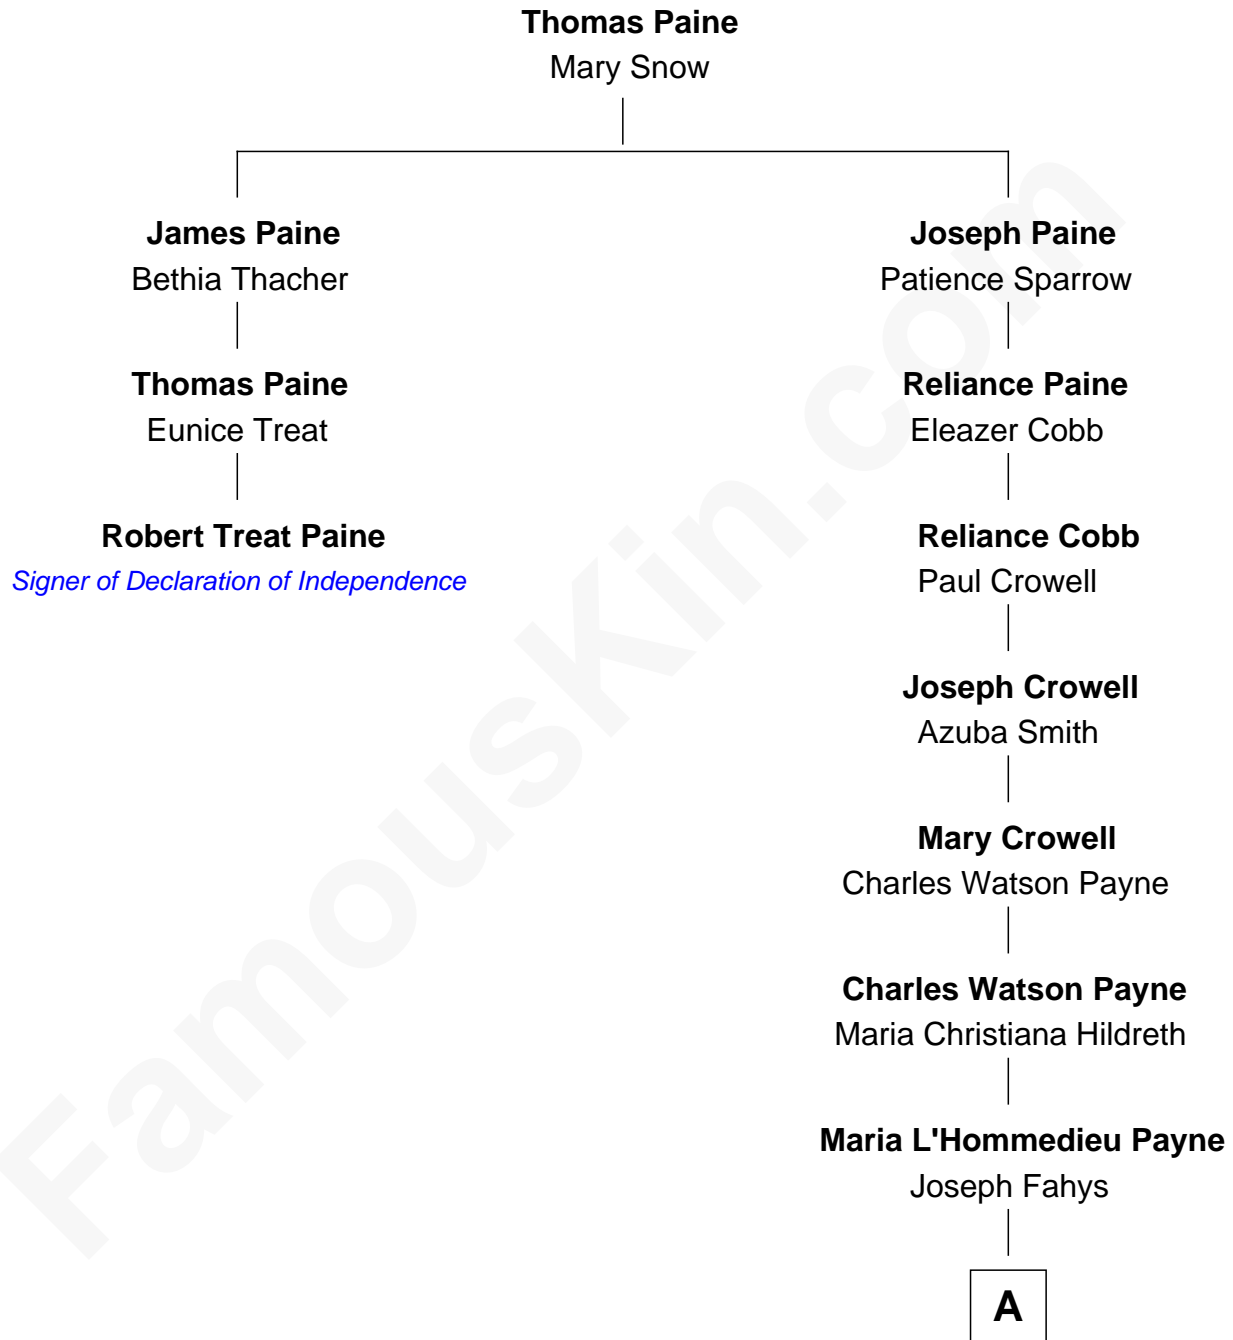 Thomas Paine
Mary Snow
James Paine
Bethia Thacher
Joseph Paine
Patience Sparrow
Thomas Paine
Eunice Treat
Reliance Paine
Eleazer Cobb
Robert Treat Paine
Signer of Declaration of Independence
Reliance Cobb
Paul Crowell
Joseph Crowell
Azuba Smith
Mary Crowell
Charles Watson Payne
Charles Watson Payne
Maria Christiana Hildreth
Maria L'Hommedieu Payne
Joseph Fahys
A
FamousKin.com